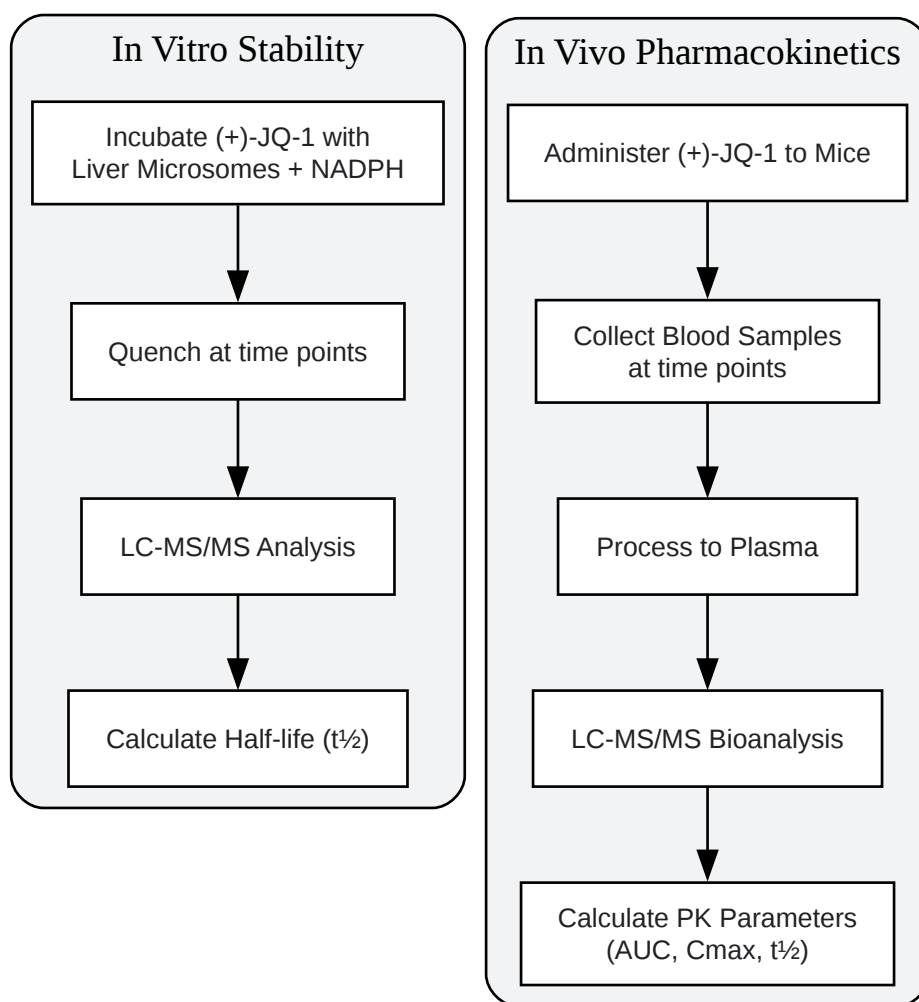 In Vitro Stability
Incubate (+)-JQ-1 with
Liver Microsomes + NADPH
Quench at time points
LC-MS/MS Analysis
Calculate Half-life (t½)
In Vivo Pharmacokinetics
Administer (+)-JQ-1 to Mice
Collect Blood Samples
at time points
Process to Plasma
LC-MS/MS Bioanalysis
Calculate PK Parameters
(AUC, Cmax, t½)